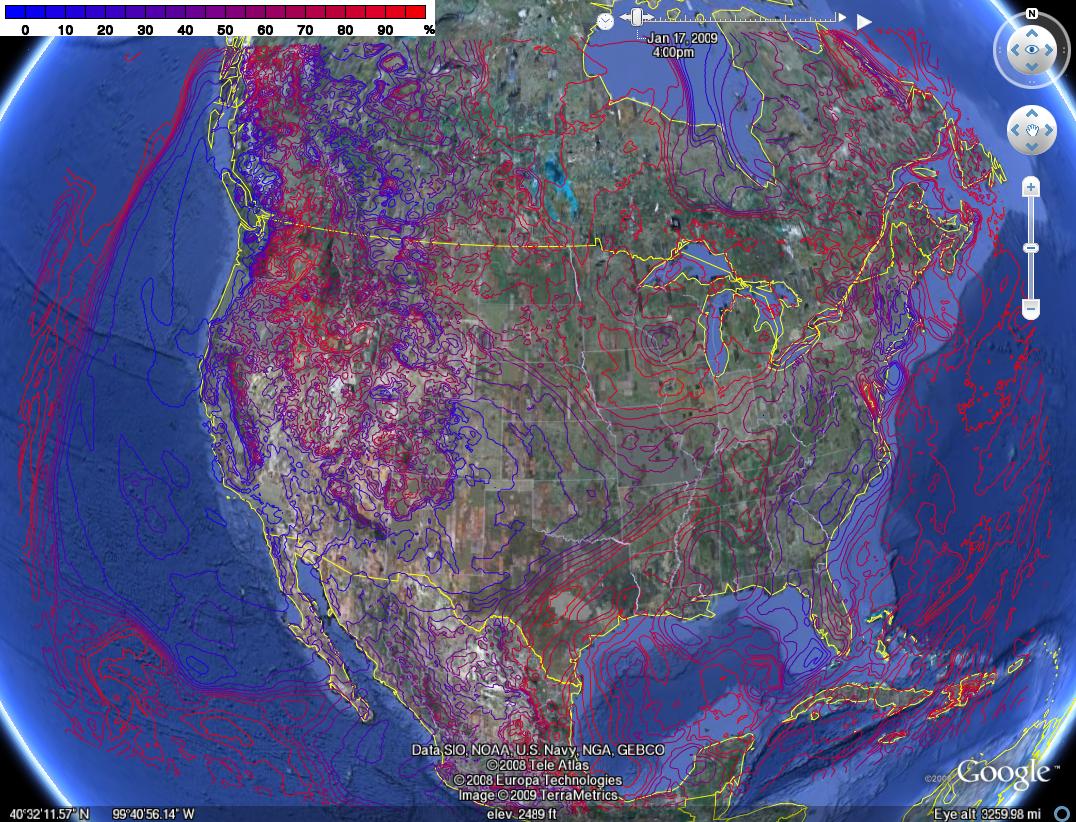 0 10 20 30 40 50 60 70 80 90 %
Jan 17, 2009
4:00pm
N
Data SIO, NOAA, U.S. Navy, NGA, GEBCO
©2008 Tele Atlas
©2008 Europa Technologies
Image ©2009 TerraMetrics
©2008 Google™
40°32'11.57" N 99°40'56.14" W elev 2489 ft Eye alt 3259.98 mi